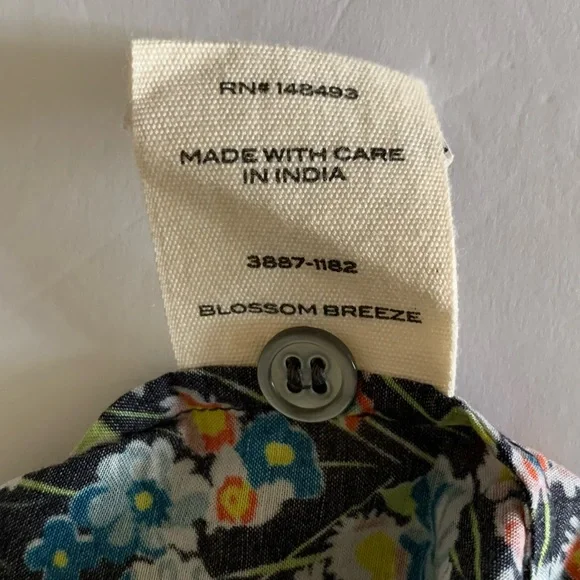 RN# 148493
MADE WITH CARE
IN INDIA
3887-1182
BLOSSOM BREEZE